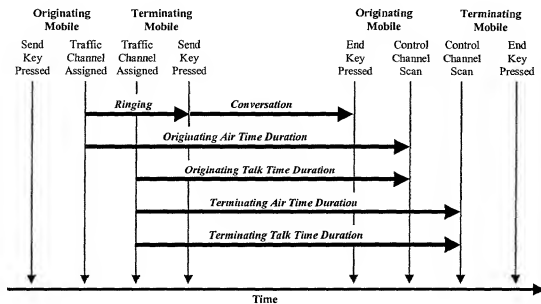 Originating Mobile
Terminating Mobile
Originating Mobile
Terminating Mobile
Send Key Pressed
Traffic Channel Assigned
Traffic Channel Assigned
Send Key Pressed
End Key Pressed
Control Channel Scan
Control Channel Scan
End Key Pressed
Ringing
Conversation
Originating Air Time Duration
Originating Talk Time Duration
Terminating Air Time Duration
Terminating Talk Time Duration
Time